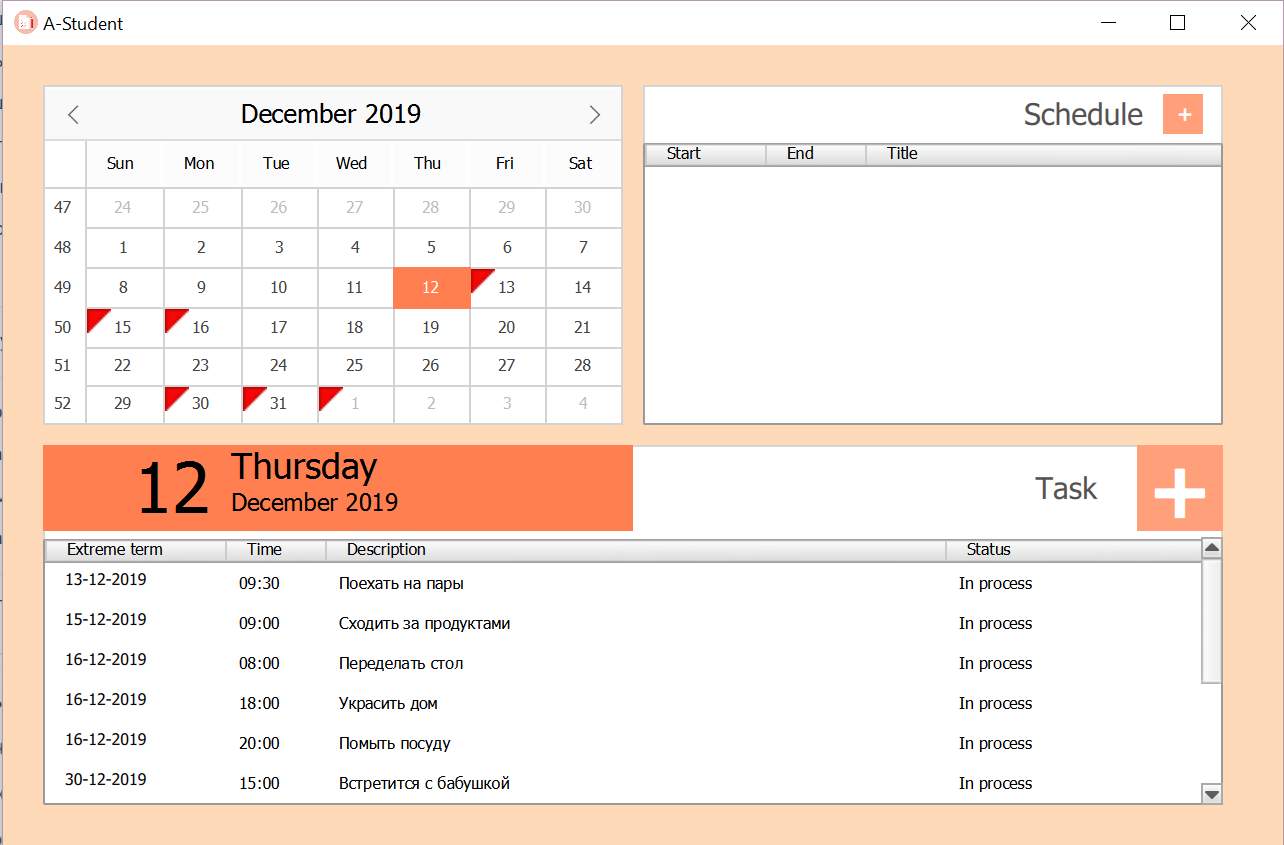 A-Student
December 2019
Sun Mon Tue Wed Thu Fri Sat
47 24 25 26 27 28 29 30
48 1 2 3 4 5 6 7
49 8 9 10 11 12 13 14
50 15 16 17 18 19 20 21
51 22 23 24 25 26 27 28
52 29 30 31 1 2 3 4
Schedule +
Start End Title
12 Thursday
December 2019
Task +
Extreme term Time Description Status
13-12-2019 09:30 Поехать на пары In process
15-12-2019 09:00 Сходить за продуктами In process
16-12-2019 08:00 Переделать стол In process
16-12-2019 18:00 Украсить дом In process
16-12-2019 20:00 Помыть посуду In process
30-12-2019 15:00 Встретится с бабушкой In process